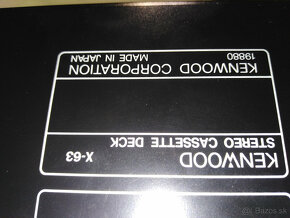 KENWOOD
STEREO CASSETTE DECK
X-63
KENWOOD CORPORATION
MADE IN JAPAN
19880
Bazos.sk